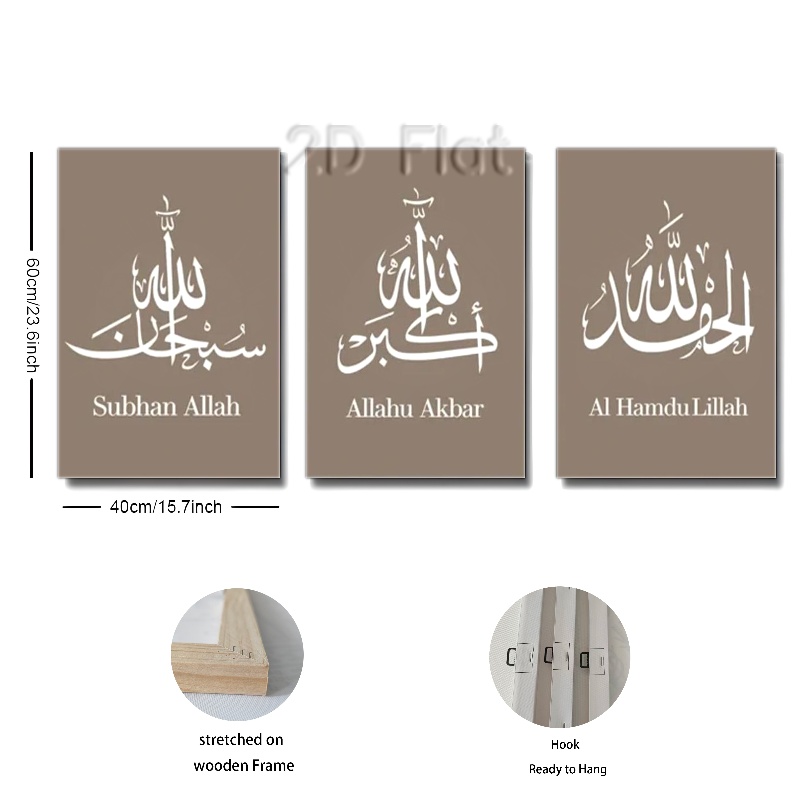 2D Flat
60cm/23.6inch
سبحان الله
Subhan Allah
الله أكبر
Allahu Akbar
الحمد لله
Al Hamdu Lillah
40cm/15.7inch
stretched on
wooden Frame
Hook
Ready to Hang